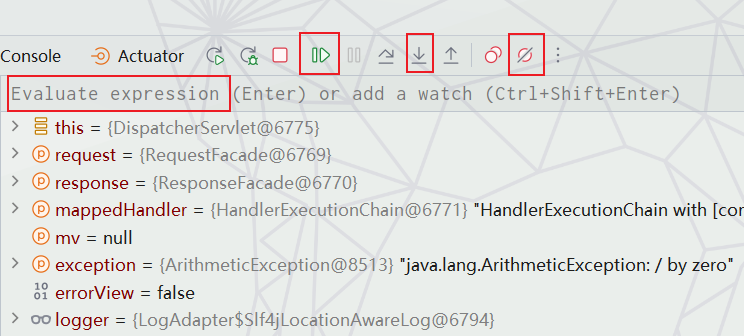 Console Actuator
Evaluate expression (Enter) or add a watch (Ctrl+Shift+Enter)
this = {DispatcherServlet@6775}
request = {RequestFacade@6769}
response = {ResponseFacade@6770}
mappedHandler = {HandlerExecutionChain@6771} "HandlerExecutionChain with [con
mv = null
exception = {ArithmeticException@8513} "java.lang.ArithmeticException: / by zero"
errorView = false
logger = {LogAdapter$Slf4jLocationAwareLog@6794}